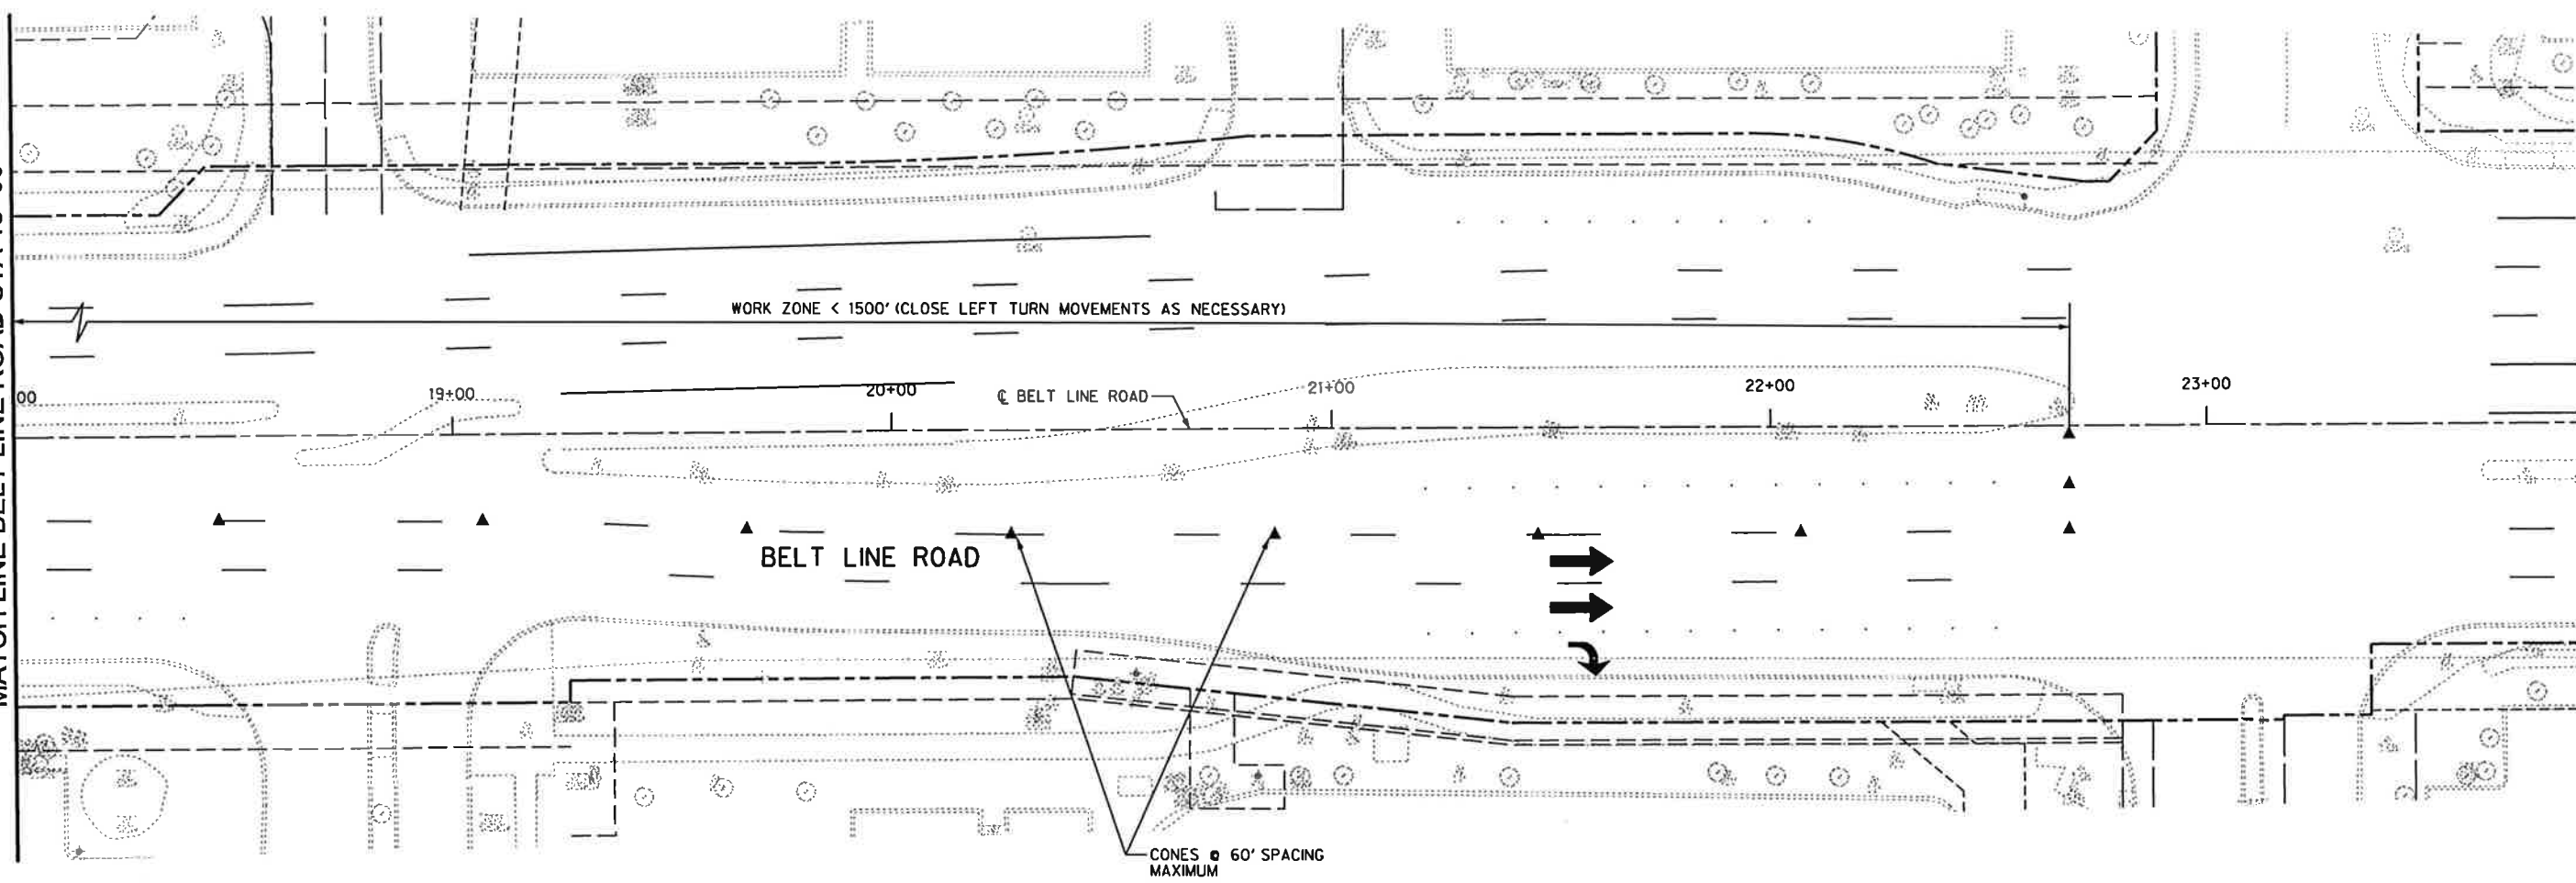 WORK ZONE < 1500' (CLOSE LEFT TURN MOVEMENTS AS NECESSARY)
00
19+00
20+00
℄ BELT LINE ROAD
21+00
22+00
23+00
BELT LINE ROAD
CONES @ 60' SPACING
MAXIMUM